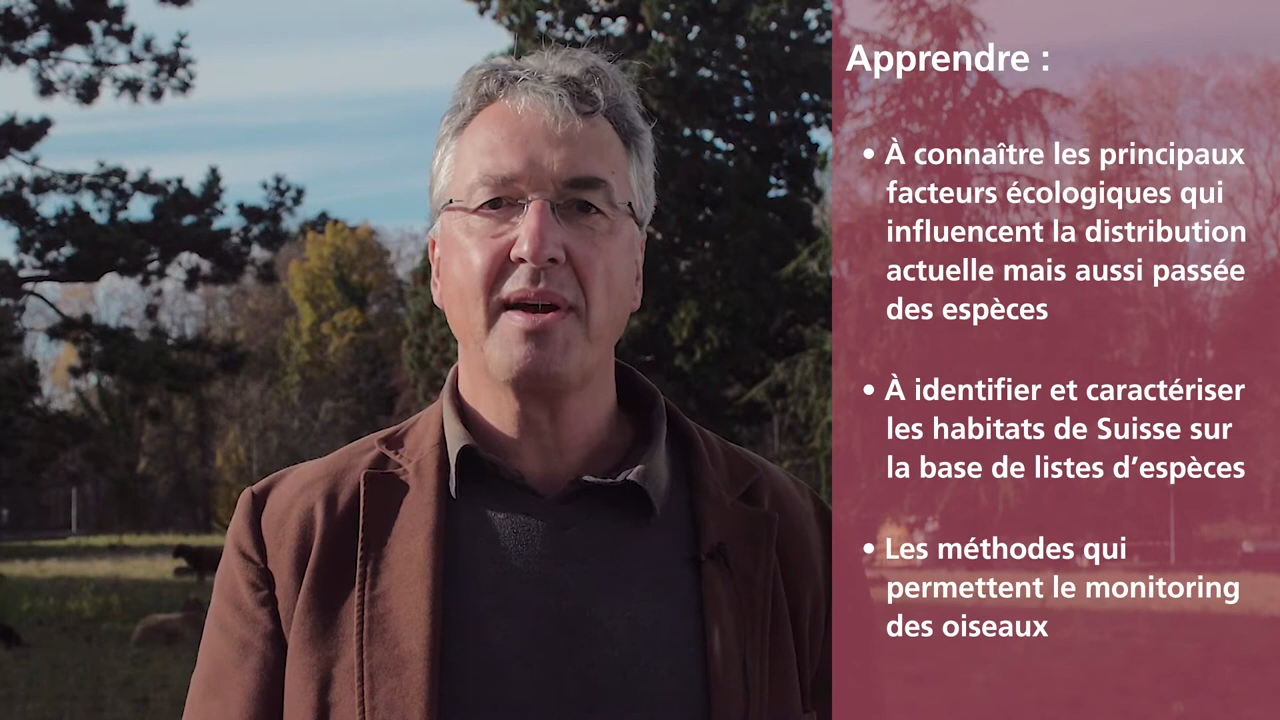 Apprendre :
• À connaître les principaux
facteurs écologiques qui
influencent la distribution
actuelle mais aussi passée
des espèces
• À identifier et caractériser
les habitats de Suisse sur
la base de listes d’espèces
• Les méthodes qui
permettent le monitoring
des oiseaux